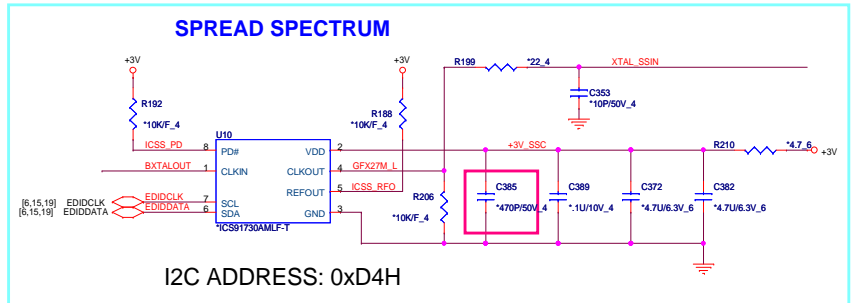 SPREAD SPECTRUM
+3V
+3V
R199
*22_4
XTAL_SSIN
R192
*10K/F_4
R188
*10K/F_4
C353
*10P/50V_4
U10
ICSS_PD
8
PD#
VDD
2
+3V_SSC
R210
*4.7_6
+3V
BXTALOUT
1
CLKIN
CLKOUT
4
GFX27M_L
REFOUT
5
ICSS_RFO
[6,15,19]
EDIDCLK
EDIDCLK
7
SCL
[6,15,19]
EDIDDATA
EDIDDATA
6
SDA
GND
3
*ICS91730AMLF-T
R206
*10K/F_4
C385
*470P/50V_4
C389
*.1U/10V_4
C372
*4.7U/6.3V_6
C382
*4.7U/6.3V_6
I2C ADDRESS: 0xD4H